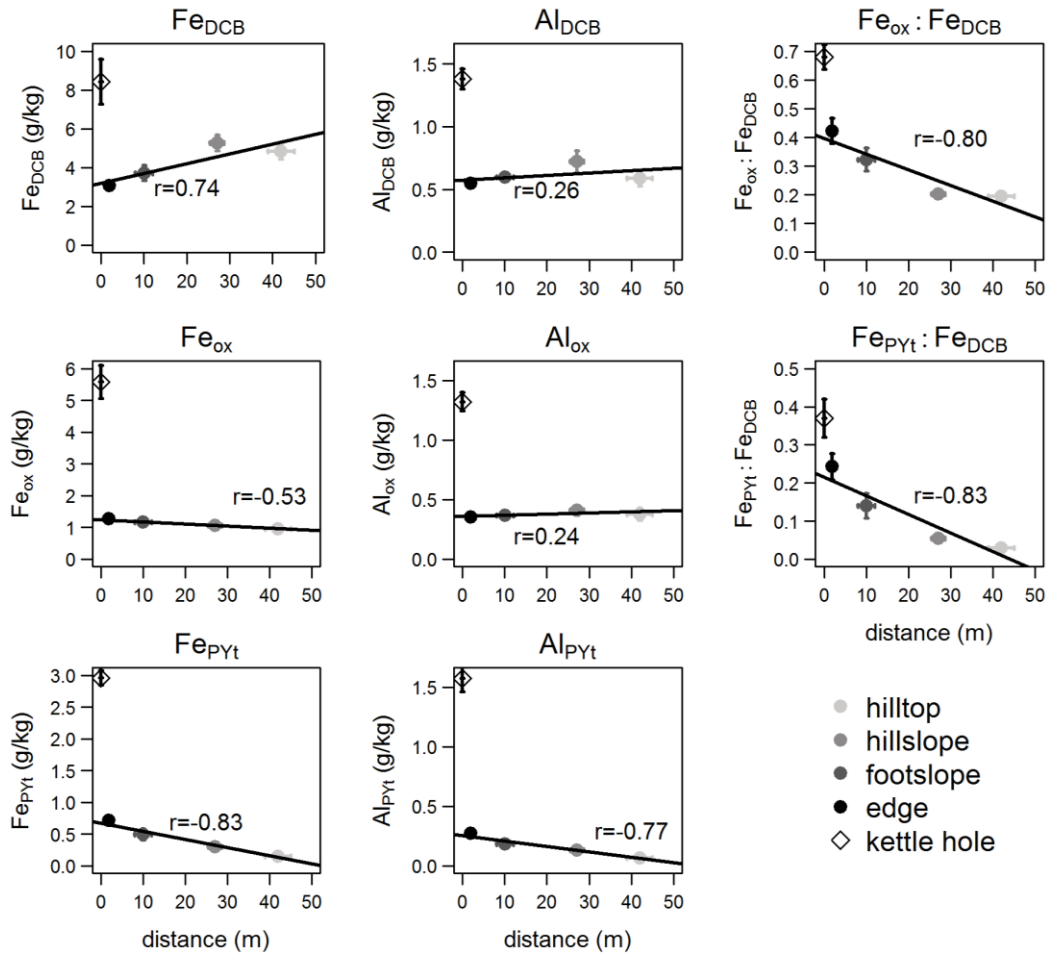 Fe_DCB
Fe_DCB (g/kg)
10
8
6
4
2
0
r=0.74
0 10 20 30 40 50
Al_DCB
Al_DCB (g/kg)
1.5
1.0
0.5
0.0
r=0.26
0 10 20 30 40 50
Fe_ox : Fe_DCB
Fe_ox : Fe_DCB
0.7
0.6
0.5
0.4
0.3
0.2
0.1
0.0
r=-0.80
0 10 20 30 40 50
Fe_ox
Fe_ox (g/kg)
6
5
4
3
2
1
0
r=-0.53
0 10 20 30 40 50
Al_ox
Al_ox (g/kg)
1.5
1.0
0.5
0.0
r=0.24
0 10 20 30 40 50
Fe_PYt : Fe_DCB
Fe_PYt : Fe_DCB
0.5
0.4
0.3
0.2
0.1
0.0
r=-0.83
0 10 20 30 40 50
distance (m)
Fe_PYt
Fe_PYt (g/kg)
3.0
2.5
2.0
1.5
1.0
0.5
0.0
r=-0.83
0 10 20 30 40 50
distance (m)
Al_PYt
Al_PYt (g/kg)
1.5
1.0
0.5
0.0
r=-0.77
0 10 20 30 40 50
distance (m)
hilltop
hillslope
footslope
edge
kettle hole